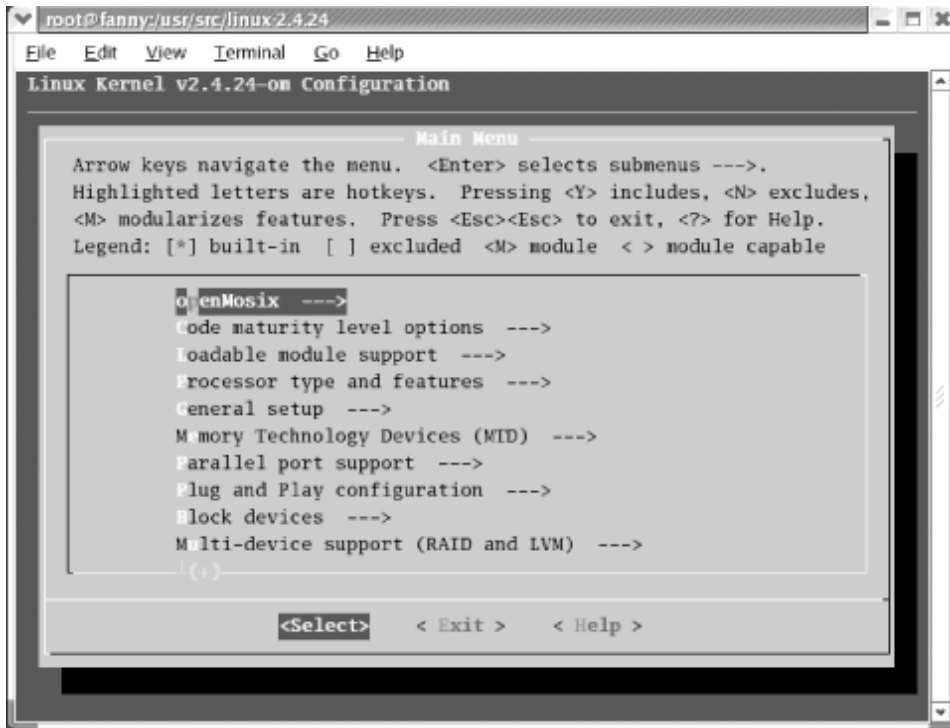 root@fanny:/usr/src/linux-2.4.24
File Edit View Terminal Go Help
Linux Kernel v2.4.24-om Configuration
Main Menu
Arrow keys navigate the menu. <Enter> selects submenus --->.
Highlighted letters are hotkeys. Pressing <Y> includes, <N> excludes,
<M> modularizes features. Press <Esc><Esc> to exit, <?> for Help.
Legend: [*] built-in [ ] excluded <M> module < > module capable
openMosix --->
Code maturity level options --->
Loadable module support --->
Processor type and features --->
General setup --->
Memory Technology Devices (MTD) --->
Parallel port support --->
Plug and Play configuration --->
Block devices --->
Multi-device support (RAID and LVM) --->
(+)
<Select> < Exit > < Help >